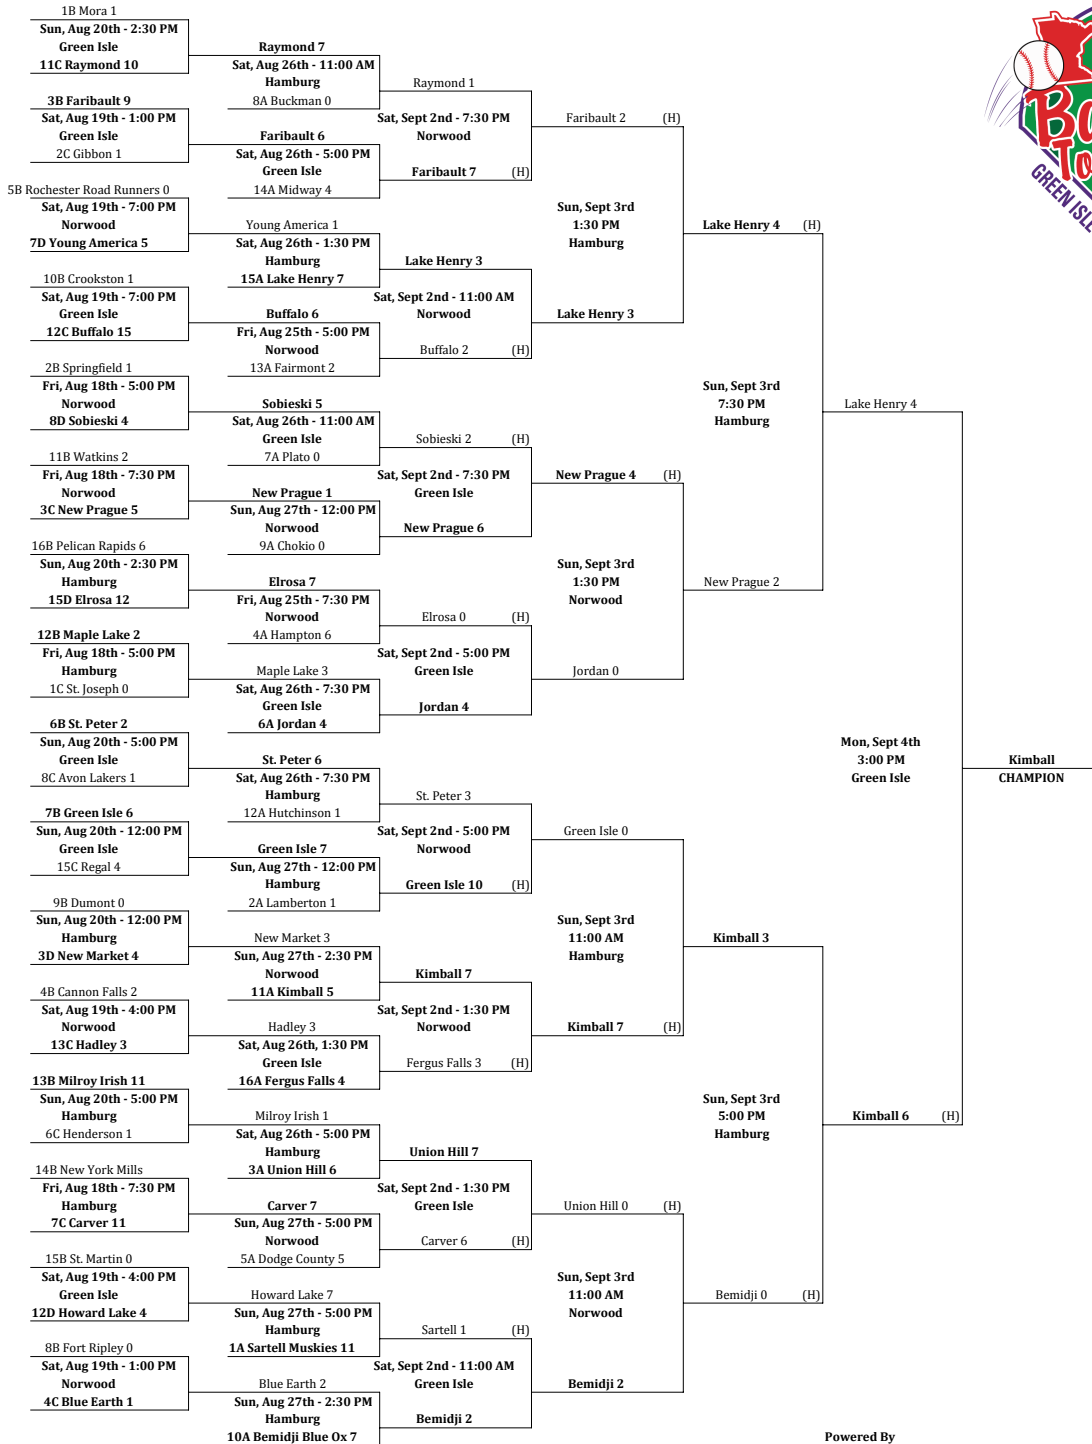 1B Mora 1
Sun, Aug 20th - 2:30 PM
Green Isle
11C Raymond 10
3B Faribault 9
Sat, Aug 19th - 1:00 PM
Green Isle
2C Gibbon 1
5B Rochester Road Runners 0
Sat, Aug 19th - 7:00 PM
Norwood
7D Young America 5
10B Crookston 1
Sat, Aug 19th - 7:00 PM
Green Isle
12C Buffalo 15
2B Springfield 1
Fri, Aug 18th - 5:00 PM
Norwood
8D Sobieski 4
11B Watkins 2
Fri, Aug 18th - 7:30 PM
Norwood
3C New Prague 5
16B Pelican Rapids 6
Sun, Aug 20th - 2:30 PM
Hamburg
15D Elrosa 12
12B Maple Lake 2
Fri, Aug 18th - 5:00 PM
Hamburg
1C St. Joseph 0
6B St. Peter 2
Sun, Aug 20th - 5:00 PM
Green Isle
8C Avon Lakers 1
7B Green Isle 6
Sun, Aug 20th - 12:00 PM
Green Isle
15C Regal 4
9B Dumont 0
Sun, Aug 20th - 12:00 PM
Hamburg
3D New Market 4
4B Cannon Falls 2
Sat, Aug 19th - 4:00 PM
Norwood
13C Hadley 3
13B Milroy Irish 11
Sun, Aug 20th - 5:00 PM
Hamburg
6C Henderson 1
14B New York Mills
Fri, Aug 18th - 7:30 PM
Hamburg
7C Carver 11
15B St. Martin 0
Sat, Aug 19th - 4:00 PM
Green Isle
12D Howard Lake 4
8B Fort Ripley 0
Sat, Aug 19th - 1:00 PM
Norwood
4C Blue Earth 1
Raymond 7
Sat, Aug 26th - 11:00 AM
Hamburg
8A Buckman 0
Faribault 6
Sat, Aug 26th - 5:00 PM
Green Isle
14A Midway 4
Young America 1
Sat, Aug 26th - 1:30 PM
Hamburg
15A Lake Henry 7
Buffalo 6
Fri, Aug 25th - 5:00 PM
Norwood
13A Fairmont 2
Sobieski 5
Sat, Aug 26th - 11:00 AM
Green Isle
7A Plato 0
New Prague 1
Sun, Aug 27th - 12:00 PM
Norwood
9A Chokio 0
Elrosa 7
Fri, Aug 25th - 7:30 PM
Norwood
4A Hampton 6
Maple Lake 3
Sat, Aug 26th - 7:30 PM
Green Isle
6A Jordan 4
St. Peter 6
Sat, Aug 26th - 7:30 PM
Hamburg
12A Hutchinson 1
Green Isle 7
Sun, Aug 27th - 12:00 PM
Hamburg
2A Lamberton 1
New Market 3
Sun, Aug 27th - 2:30 PM
Norwood
11A Kimball 5
Hadley 3
Sat, Aug 26th, 1:30 PM
Green Isle
16A Fergus Falls 4
Milroy Irish 1
Sat, Aug 26th - 5:00 PM
Hamburg
3A Union Hill 6
Carver 7
Sun, Aug 27th - 5:00 PM
Norwood
5A Dodge County 5
Howard Lake 7
Sun, Aug 27th - 5:00 PM
Hamburg
1A Sartell Muskies 11
Blue Earth 2
Sun, Aug 27th - 2:30 PM
Hamburg
10A Bemidji Blue Ox 7
Raymond 1
Sat, Sept 2nd - 7:30 PM
Norwood
Faribault 7 (H)
Lake Henry 3
Sat, Sept 2nd - 11:00 AM
Norwood
Buffalo 2 (H)
Sobieski 2 (H)
Sat, Sept 2nd - 7:30 PM
Green Isle
New Prague 6
Elrosa 0 (H)
Sat, Sept 2nd - 5:00 PM
Green Isle
Jordan 4
St. Peter 3
Sat, Sept 2nd - 5:00 PM
Norwood
Green Isle 10 (H)
Kimball 7
Sat, Sept 2nd - 1:30 PM
Norwood
Fergus Falls 3 (H)
Union Hill 7
Sat, Sept 2nd - 1:30 PM
Green Isle
Carver 6 (H)
Sartell 1 (H)
Sat, Sept 2nd - 11:00 AM
Green Isle
Bemidji 2
Faribault 2 (H)
Sun, Sept 3rd
1:30 PM
Hamburg
Lake Henry 3
New Prague 4 (H)
Sun, Sept 3rd
1:30 PM
Norwood
Jordan 0
Green Isle 0
Sun, Sept 3rd
11:00 AM
Hamburg
Kimball 7 (H)
Union Hill 0 (H)
Sun, Sept 3rd
11:00 AM
Norwood
Bemidji 2
Lake Henry 4 (H)
Sun, Sept 3rd
7:30 PM
Hamburg
New Prague 2
Kimball 3
Sun, Sept 3rd
5:00 PM
Hamburg
Bemidji 0 (H)
Lake Henry 4
Mon, Sept 4th
3:00 PM
Green Isle
Kimball 6 (H)
Kimball
CHAMPION
GREEN ISLE
Powered By